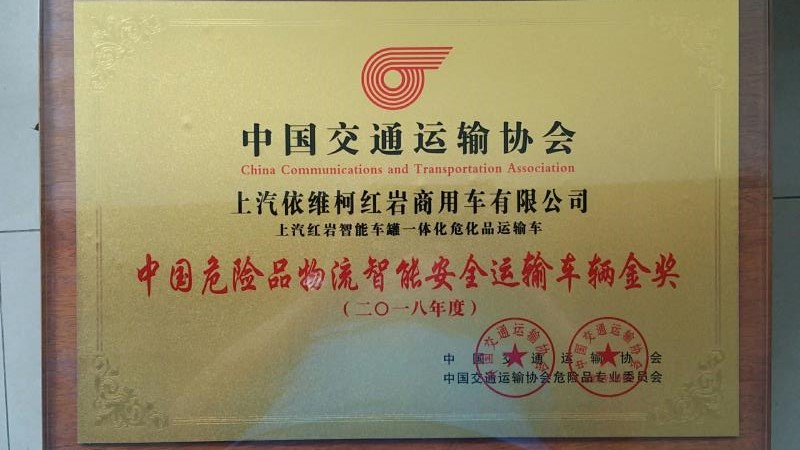 中国交通运输协会
China Communications and Transportation Association
上汽依维柯红岩商用车有限公司
上汽红岩智能车罐一体化危化品运输车
中国危险品物流智能安全运输车辆金奖
(二〇一八年度)
中国交通运输协会
中国交通运输协会危险品专业委员会